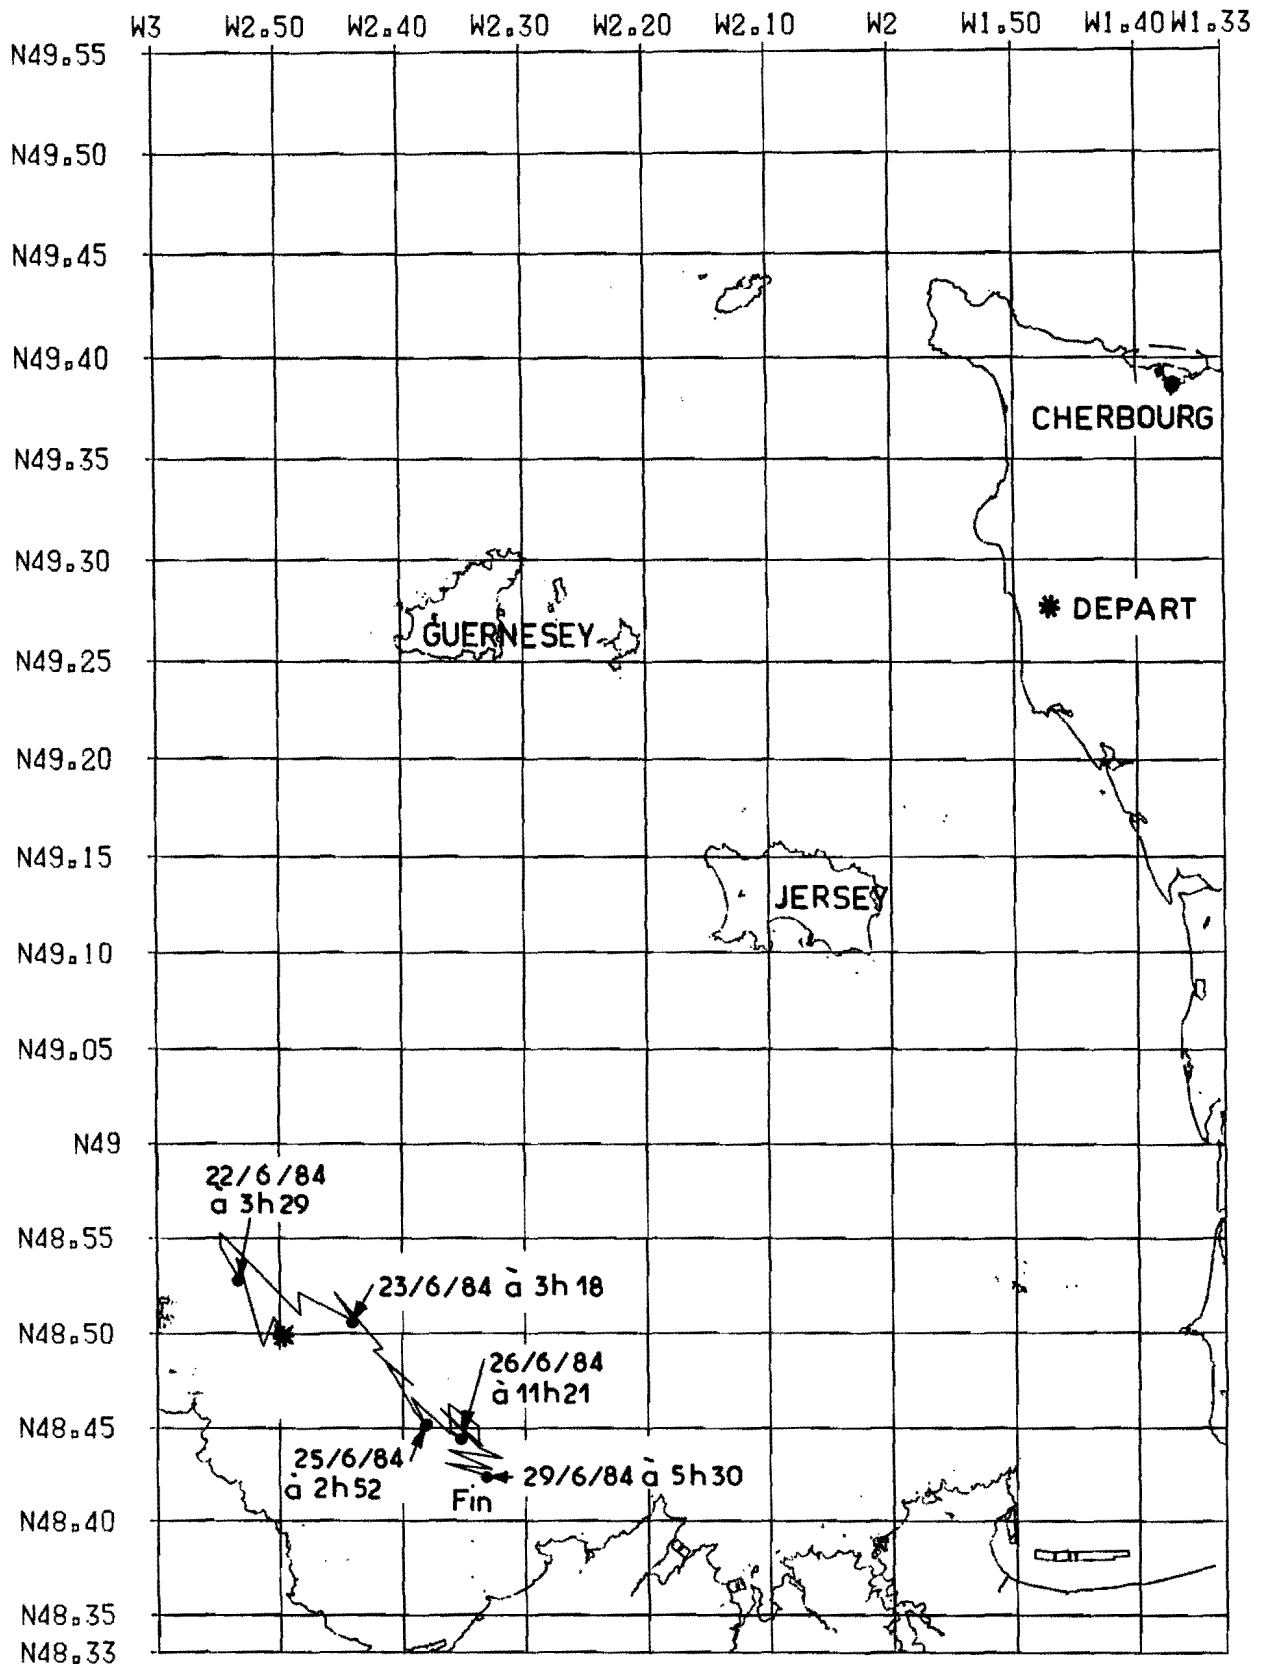 W3 W2.50 W2.40 W2.30 W2.20 W2.10 W2 W1.50 W1.40 W1.33
N49.55
N49.50
N49.45
N49.40
CHERBOURG
N49.35
N49.30
* DEPART
GUERNESEY
N49.25
N49.20
N49.15
JERSEY
N49.10
N49.05
N49
22/6/84
à 3h29
N48.55
23/6/84 à 3h18
N48.50
26/6/84
à 11h21
N48.45
25/6/84
à 2h52
29/6/84 à 5h30
Fin
N48.40
N48.35
N48.33